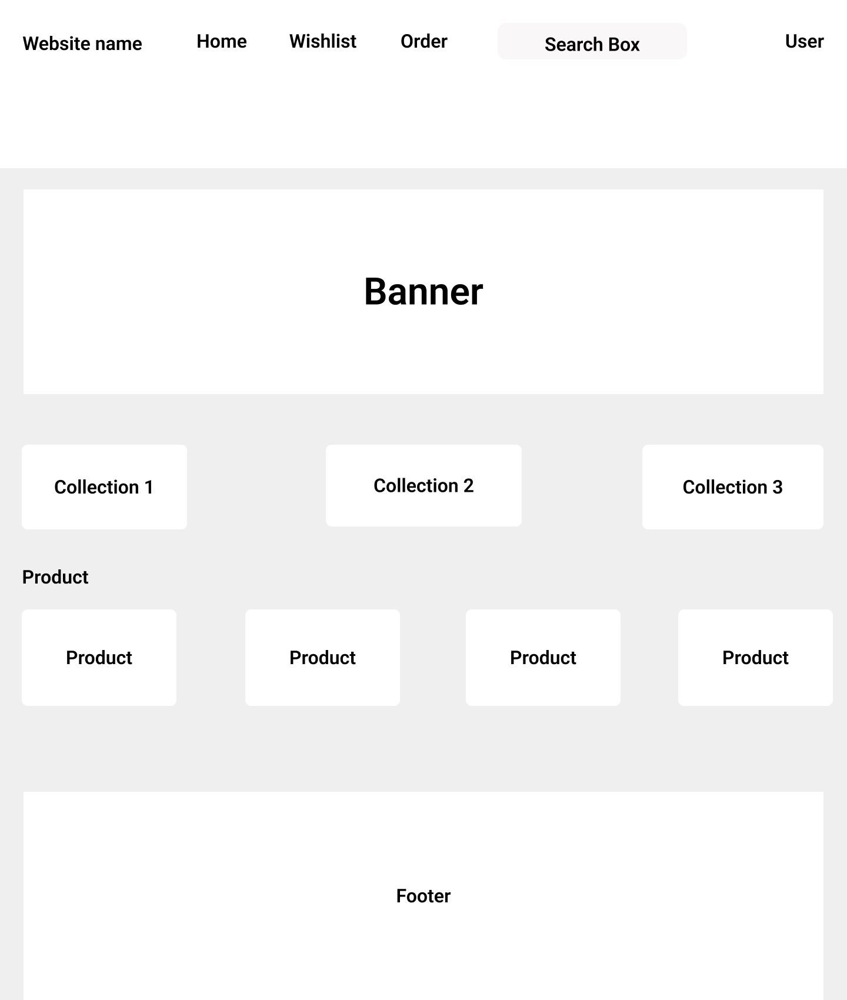 Website name
Home
Wishlist
Order
Search Box
User
Banner
Collection 1
Collection 2
Collection 3
Product
Product
Product
Product
Product
Footer